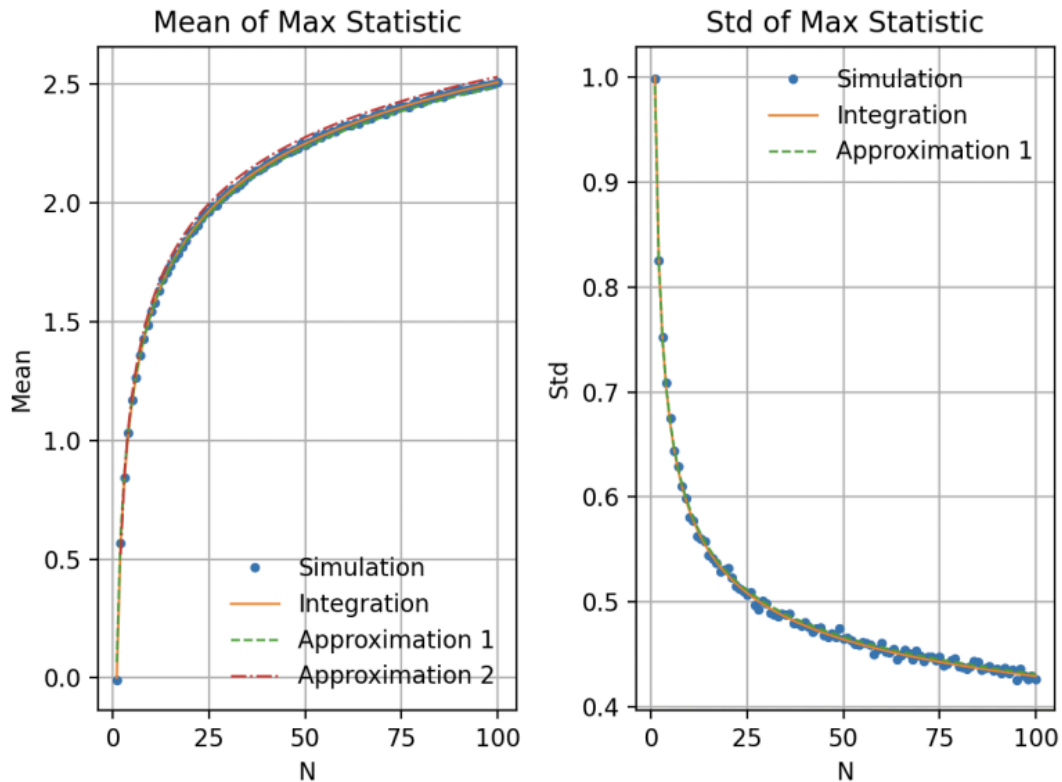 Mean of Max Statistic
Mean
2.5
2.0
1.5
1.0
0.5
0.0
Simulation
Integration
Approximation 1
Approximation 2
0 25 50 75 100
N
Std of Max Statistic
Std
1.0
0.9
0.8
0.7
0.6
0.5
0.4
Simulation
Integration
Approximation 1
0 25 50 75 100
N